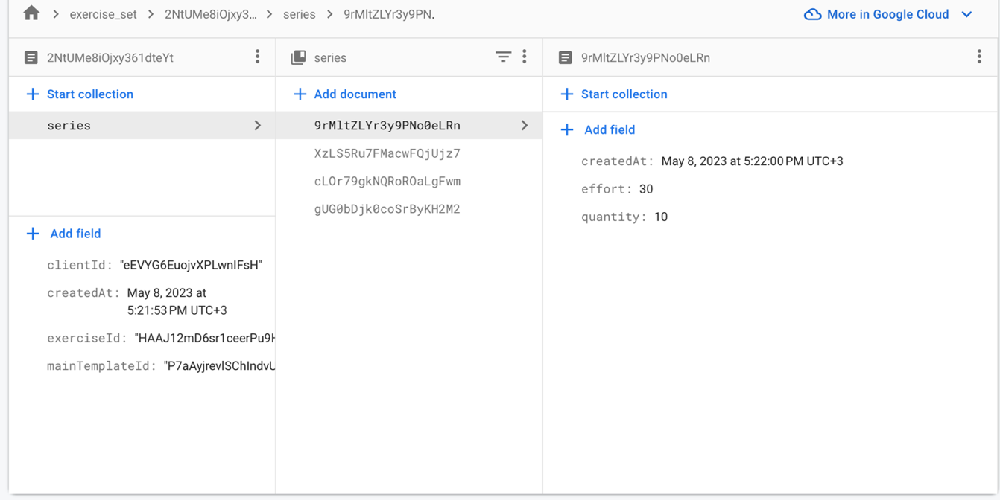 exercise_set 2NtUMe8iOjxy3... series 9rMltZLYr3y9PN. More in Google Cloud
2NtUMe8iOjxy361dteYt
Start collection
series
Add field
clientId: "eEVYG6EuojvXPLwnIFsH"
createdAt: May 8, 2023 at
5:21:53 PM UTC+3
exerciseId: "HAAJ12mD6sr1ceerPu9H
mainTemplateId: "P7aAyjrevlSChIndvU
series
Add document
9rMltZLYr3y9PNo0eLRn
XzLS5Ru7FMacwFQjUjz7
cLOr79gkNQRoROaLgFwm
gUG0bDjk0coSrByKH2M2
9rMltZLYr3y9PNo0eLRn
Start collection
Add field
createdAt: May 8, 2023 at 5:22:00 PM UTC+3
effort: 30
quantity: 10